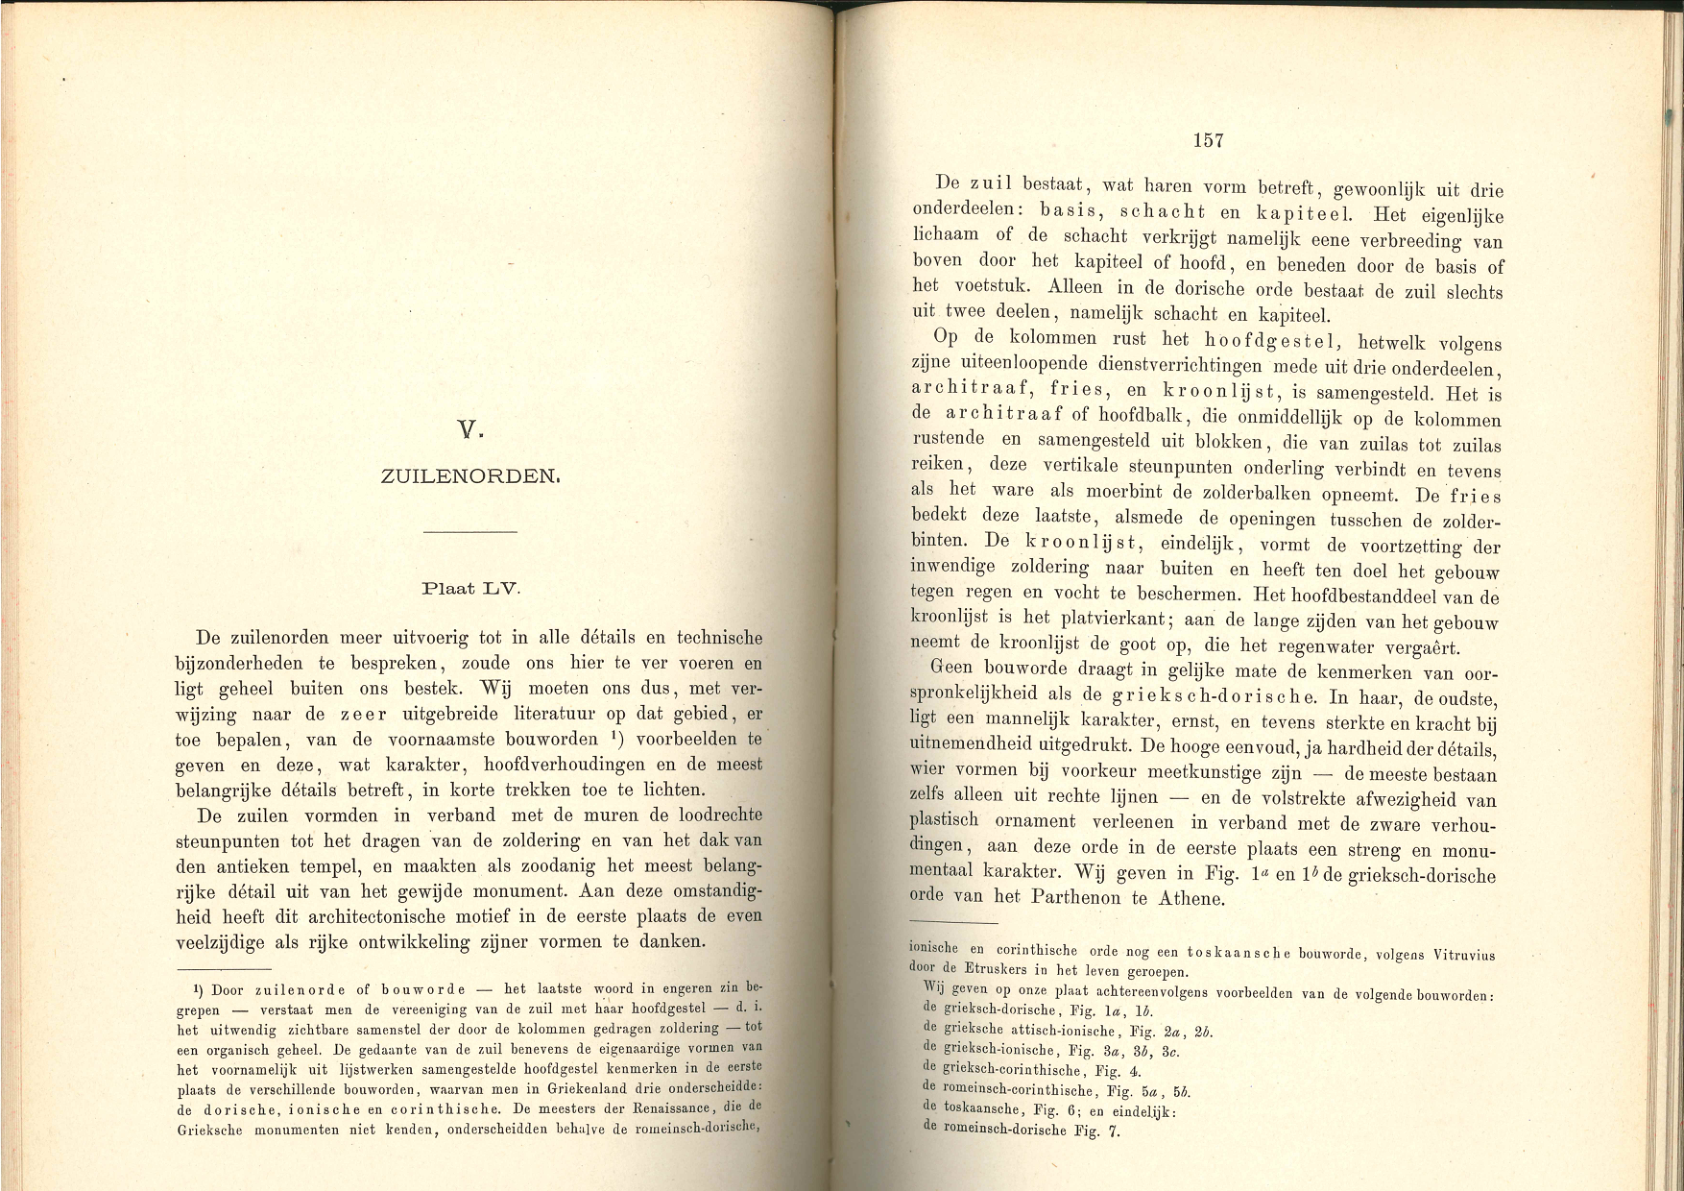 V.
ZUILENORDEN.
Plaat LV.
De zuilenorden meer uitvoerig tot in alle détails en technische
bijzonderheden te bespreken, zoude ons hier te ver voeren en
ligt geheel buiten ons bestek. Wij moeten ons dus, met ver-
wijzing naar de zeer uitgebreide literatuur op dat gebied, er
toe bepalen, van de voornaamste bouworden ¹) voorbeelden te
geven en deze, wat karakter, hoofdverhoudingen en de meest
belangrijke détails betreft, in korte trekken toe te lichten.
De zuilen vormden in verband met de muren de loodrechte
steunpunten tot het dragen van de zoldering en van het dak van
den antieken tempel, en maakten als zoodanig het meest belang-
rijke détail uit van het gewijde monument. Aan deze omstandig-
heid heeft dit architectonische motief in de eerste plaats de even
veelzijdige als rijke ontwikkeling zijner vormen te danken.
¹) Door zuilenorde of bouworde — het laatste woord in engeren zin be-
grepen — verstaat men de vereeniging van de zuil met haar hoofdgestel — d. i.
het uitwendig zichtbare samenstel der door de kolommen gedragen zoldering — tot
een organisch geheel. De gedaante van de zuil benevens de eigenaardige vormen van
het voornamelijk uit lijstwerken samengestelde hoofdgestel kenmerken in de eerste
plaats de verschillende bouworden, waarvan men in Griekenland drie onderscheidde:
de dorische, ionische en corinthische. De meesters der Renaissance, die de
Grieksche monumenten niet kenden, onderscheidden behalve de romeinsch-dorische,
157
De zuil bestaat, wat haren vorm betreft, gewoonlijk uit drie
onderdeelen: basis, schacht en kapiteel. Het eigenlijke
lichaam of de schacht verkrijgt namelijk eene verbreeding van
boven door het kapiteel of hoofd, en beneden door de basis of
het voetstuk. Alleen in de dorische orde bestaat de zuil slechts
uit twee deelen, namelijk schacht en kapiteel.
Op de kolommen rust het hoofdgestel, hetwelk volgens
zijne uiteenloopende dienstverrichtingen mede uit drie onderdeelen,
architraaf, fries, en kroonlijst, is samengesteld. Het is
de architraaf of hoofdbalk, die onmiddellijk op de kolommen
rustende en samengesteld uit blokken, die van zuilas tot zuilas
reiken, deze vertikale steunpunten onderling verbindt en tevens
als het ware als moerbint de zolderbalken opneemt. De fries
bedekt deze laatste, alsmede de openingen tusschen de zolder-
binten. De kroonlijst, eindelijk, vormt de voortzetting der
inwendige zoldering naar buiten en heeft ten doel het gebouw
tegen regen en vocht te beschermen. Het hoofdbestanddeel van de
kroonlijst is het platvierkant; aan de lange zijden van het gebouw
neemt de kroonlijst de goot op, die het regenwater vergaêrt.
Geen bouworde draagt in gelijke mate de kenmerken van oor-
spronkelijkheid als de grieksch-dorische. In haar, de oudste,
ligt een mannelijk karakter, ernst, en tevens sterkte en kracht bij
uitnemendheid uitgedrukt. De hooge eenvoud, ja hardheid der détails,
wier vormen bij voorkeur meetkunstige zijn — de meeste bestaan
zelfs alleen uit rechte lijnen — en de volstrekte afwezigheid van
plastisch ornament verleenen in verband met de zware verhou-
dingen, aan deze orde in de eerste plaats een streng en monu-
mentaal karakter. Wij geven in Fig. 1ᵃ en 1ᵇ de grieksch-dorische
orde van het Parthenon te Athene.
ionische en corinthische orde nog een toskaansche bouworde, volgens Vitruvius
door de Etruskers in het leven geroepen.
Wij geven op onze plaat achtereenvolgens voorbeelden van de volgende bouworden:
de grieksch-dorische, Fig. 1a, 1b.
de grieksche attisch-ionische, Fig. 2a, 2b.
de grieksch-ionische, Fig. 3a, 3b, 3c.
de grieksch-corinthische, Fig. 4.
de romeinsch-corinthische, Fig. 5a, 5b.
de toskaansche, Fig. 6; en eindelijk:
de romeinsch-dorische Fig. 7.